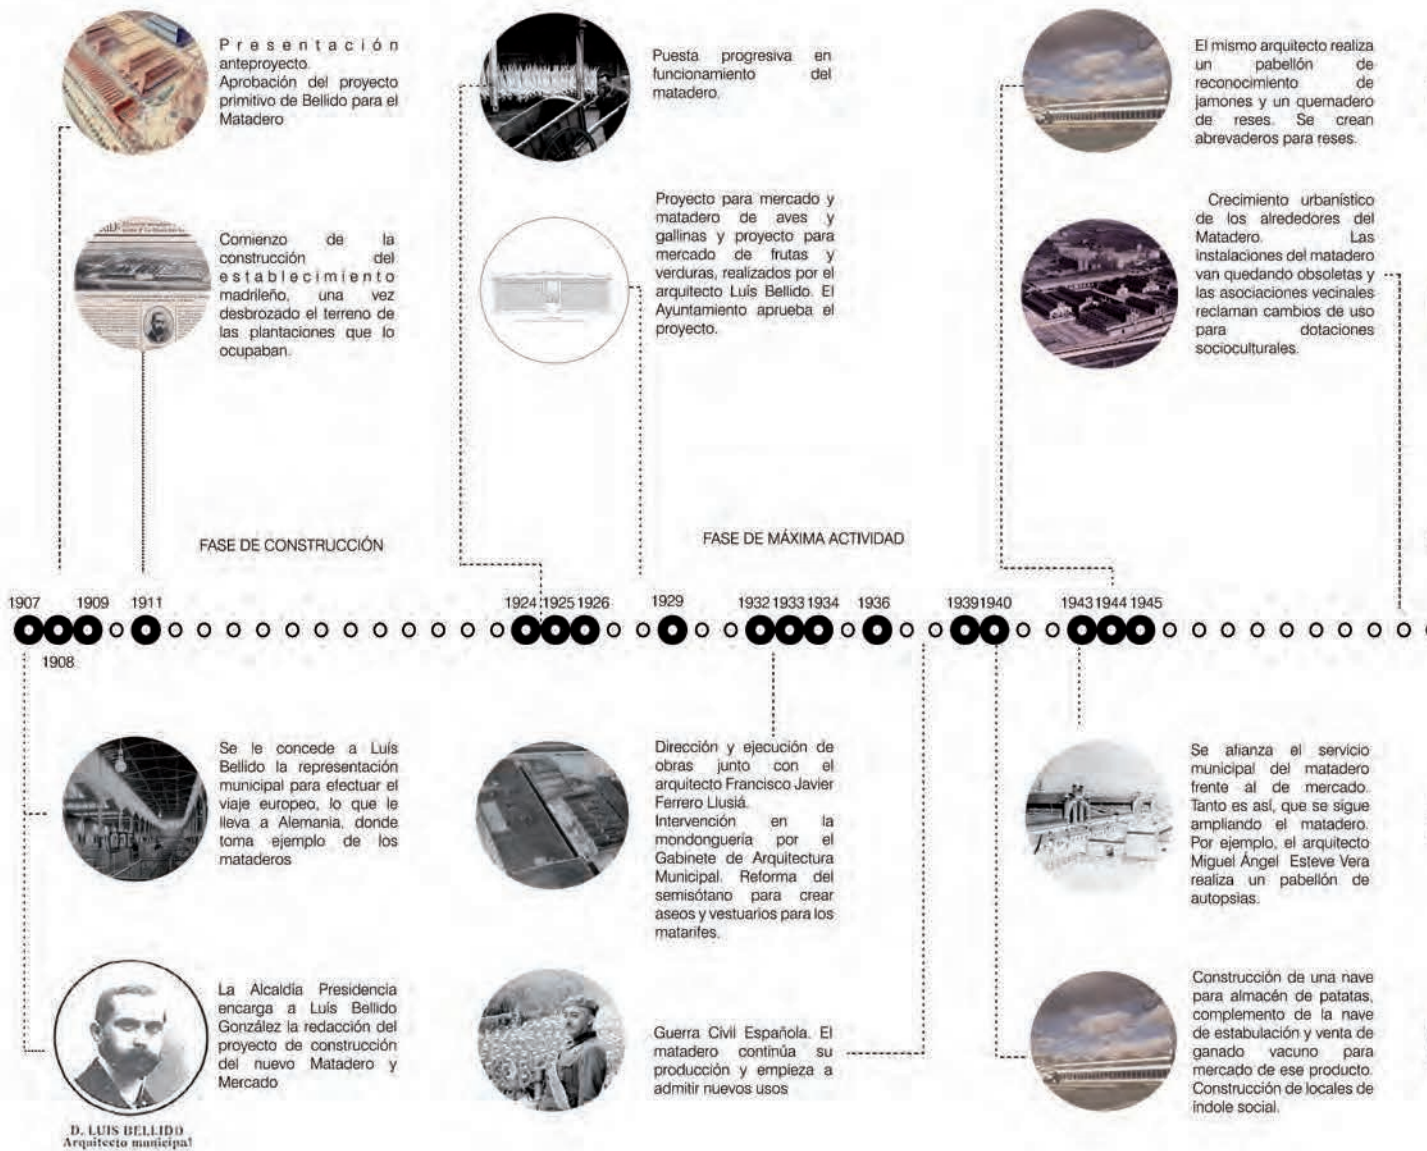 Presentación
anteproyecto.
Aprobación del proyecto
primitivo de Bellido para el
Matadero
Comienzo de la
construcción del
establecimiento
madrileño, una vez
desbrozado el terreno de
las plantaciones que lo
ocupaban.
Puesta progresiva en
funcionamiento del
matadero.
Proyecto para mercado y
matadero de aves y
gallinas y proyecto para
mercado de frutas y
verduras, realizados por el
arquitecto Luís Bellido. El
Ayuntamiento aprueba el
proyecto.
El mismo arquitecto realiza
un pabellón de
reconocimiento de
jamones y un quemadero
de reses. Se crean
abrevaderos para reses.
Crecimiento urbanístico
de los alrededores del
Matadero. Las
instalaciones del matadero
van quedando obsoletas y
las asociaciones vecinales
reclaman cambios de uso
para dotaciones
socioculturales.
FASE DE CONSTRUCCIÓN
FASE DE MÁXIMA ACTIVIDAD
1907 1909 1911 1924 1925 1926 1929 1932 1933 1934 1936 1939 1940 1943 1944 1945
1908
Se le concede a Luís
Bellido la representación
municipal para efectuar el
viaje europeo, lo que le
lleva a Alemania, donde
toma ejemplo de los
mataderos
La Alcaldía Presidencia
encarga a Luís Bellido
González la redacción del
proyecto de construcción
del nuevo Matadero y
Mercado
D. LUIS BELLIDO
Arquitecto municipal
Dirección y ejecución de
obras junto con el
arquitecto Francisco Javier
Ferrero Llusiá.
Intervención en la
mondonguería por el
Gabinete de Arquitectura
Municipal. Reforma del
semisótano para crear
aseos y vestuarios para los
matarifes.
Guerra Civil Española. El
matadero continúa su
producción y empieza a
admitir nuevos usos
Se afianza el servicio
municipal del matadero
frente al de mercado.
Tanto es así, que se sigue
ampliando el matadero.
Por ejemplo, el arquitecto
Miguel Ángel Esteve Vera
realiza un pabellón de
autopsias.
Construcción de una nave
para almacén de patatas,
complemento de la nave
de estabulación y venta de
ganado vacuno para
mercado de ese producto.
Construcción de locales de
índole social.